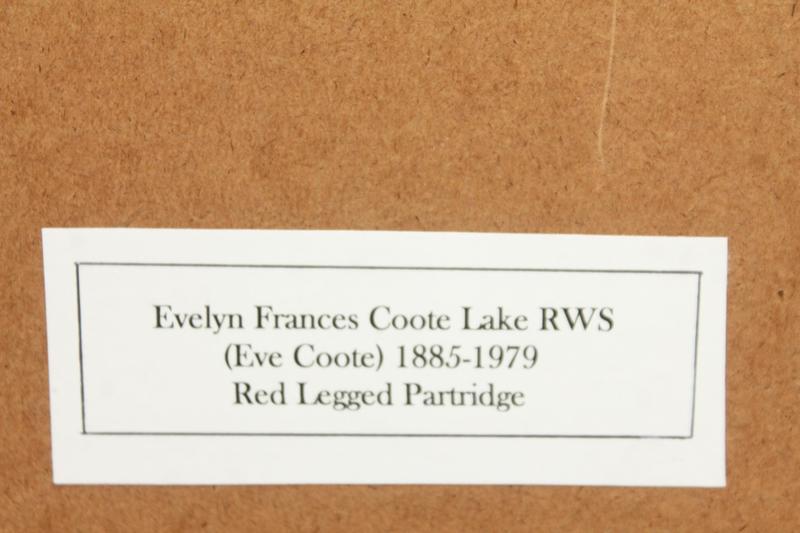 Evelyn Frances Coote Lake RWS
(Eve Coote) 1885-1979
Red Legged Partridge